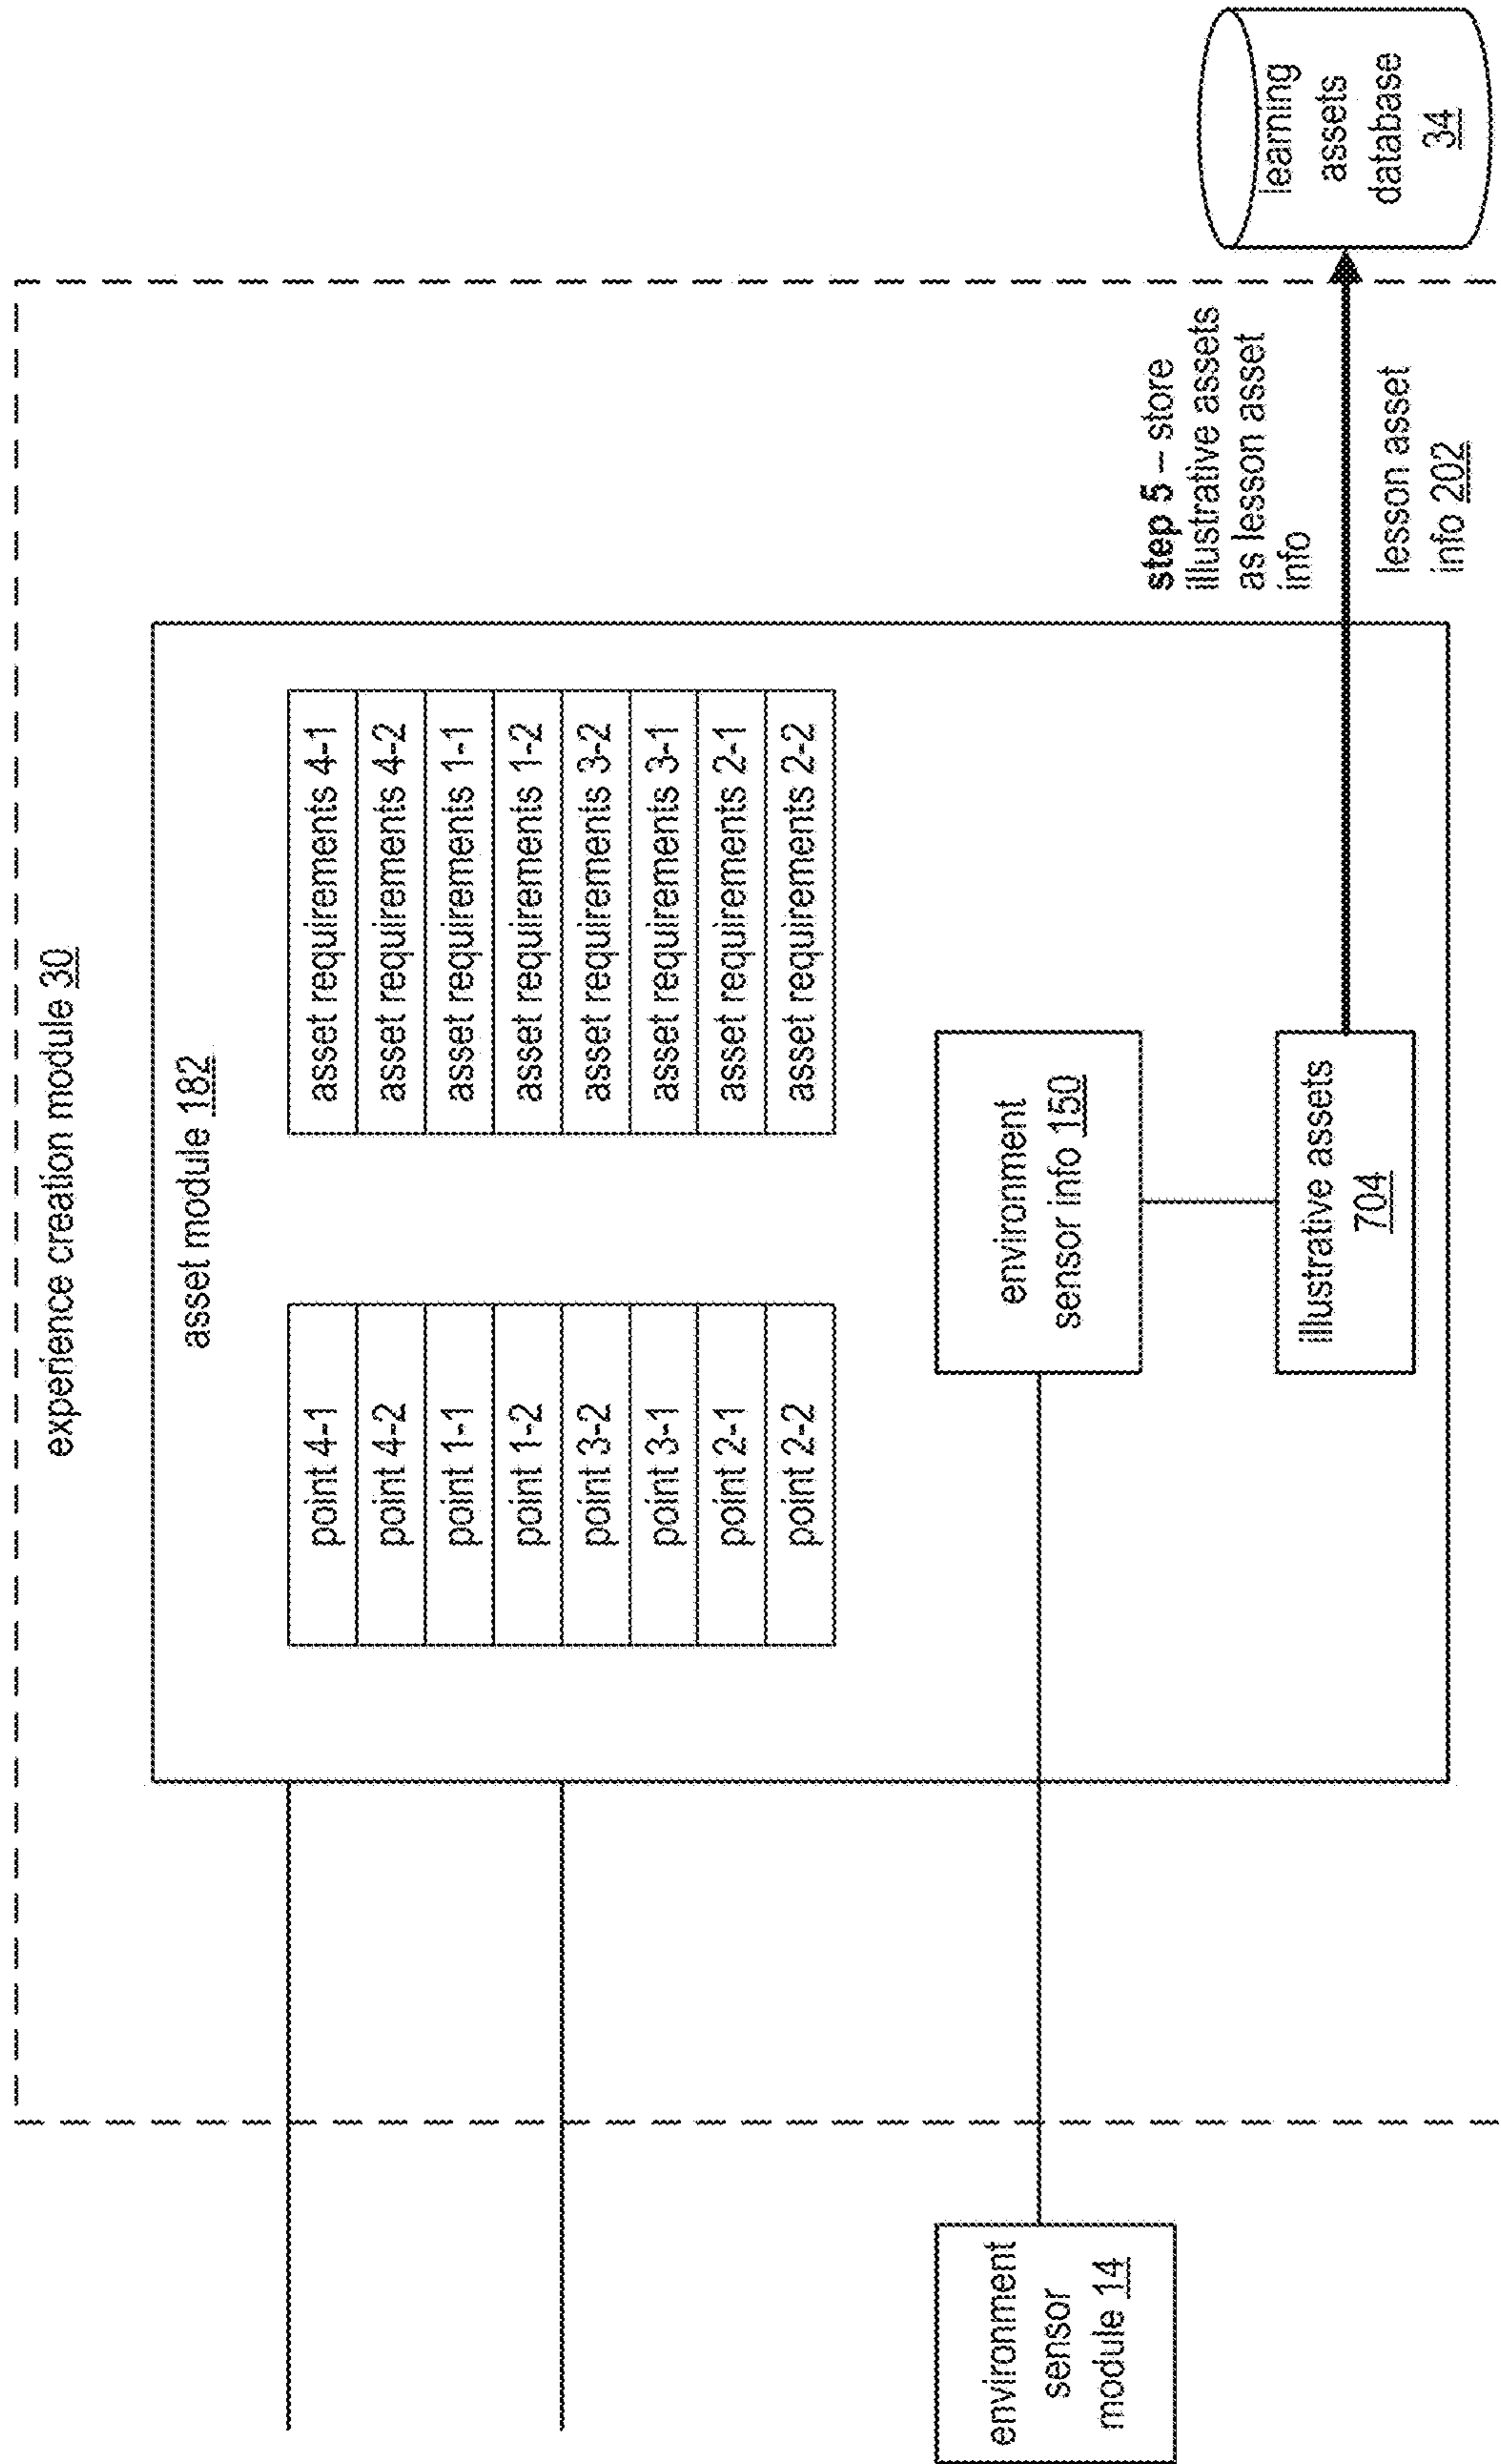 experience creation module 30
asset module 182
point 4-1
point 4-2
point 1-1
point 1-2
point 3-2
point 3-1
point 2-1
point 2-2
asset requirements 4-1
asset requirements 4-2
asset requirements 1-1
asset requirements 1-2
asset requirements 3-2
asset requirements 3-1
asset requirements 2-1
asset requirements 2-2
environment
sensor
module 14
environment
sensor info 150
illustrative assets
704
step 5 – store
illustrative assets
as lesson asset
info
lesson asset
info 202
learning
assets
database
34